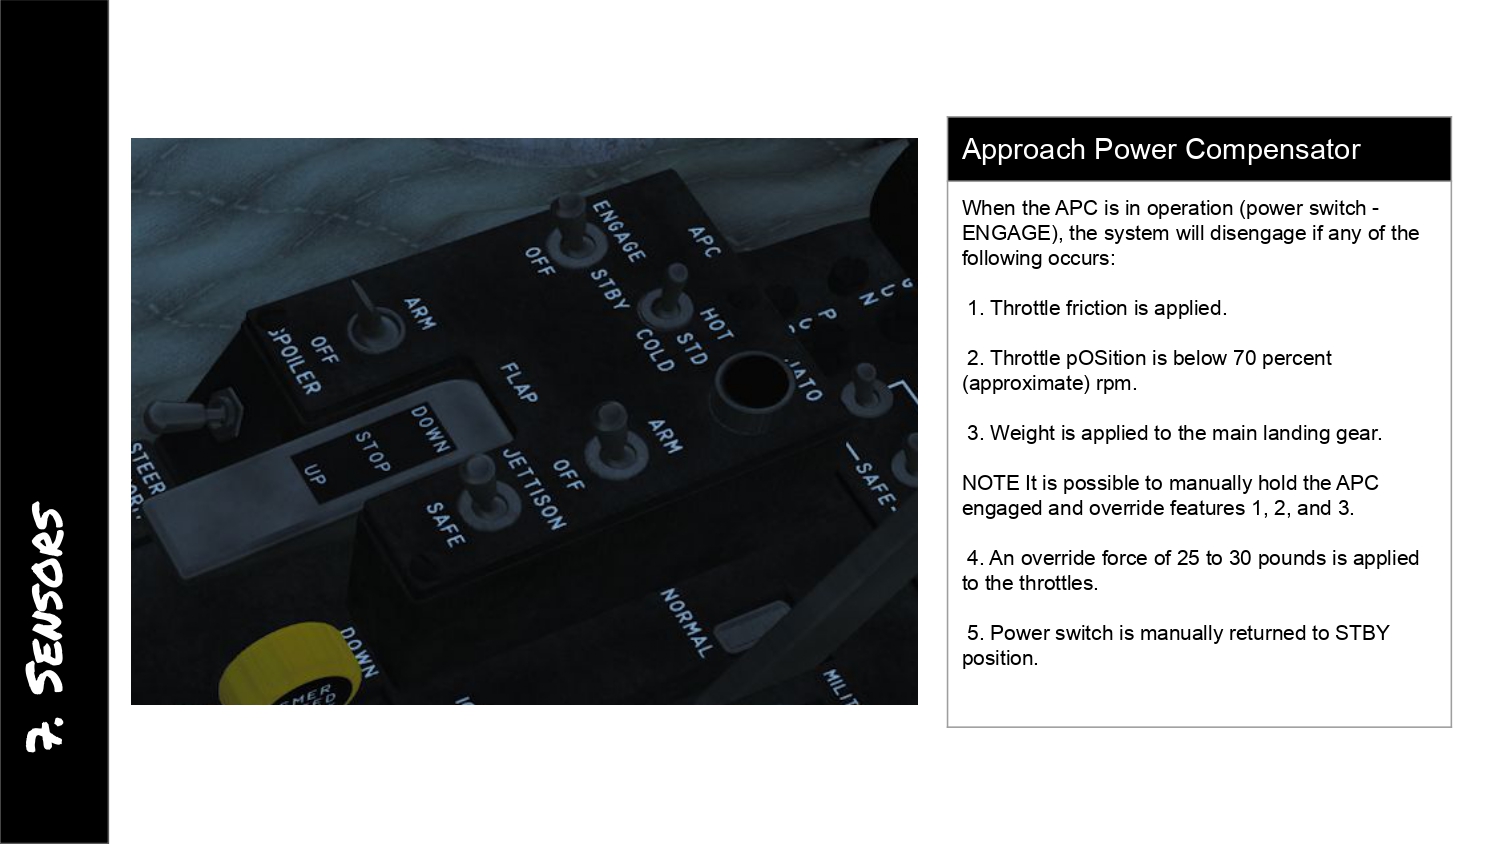 7. SENSORS
ENGAGE
OFF
STBY
APC
HOT
STD
COLD
ARM
OFF
SPOILER
FLAP
DOWN
STOP
UP
ARM
OFF
JETTISON
SAFE
STEER
JATO
SAFE
NORMAL
DOWN
Approach Power Compensator
When the APC is in operation (power switch -
ENGAGE), the system will disengage if any of the
following occurs:
1. Throttle friction is applied.
2. Throttle pOSition is below 70 percent
(approximate) rpm.
3. Weight is applied to the main landing gear.
NOTE It is possible to manually hold the APC
engaged and override features 1, 2, and 3.
4. An override force of 25 to 30 pounds is applied
to the throttles.
5. Power switch is manually returned to STBY
position.